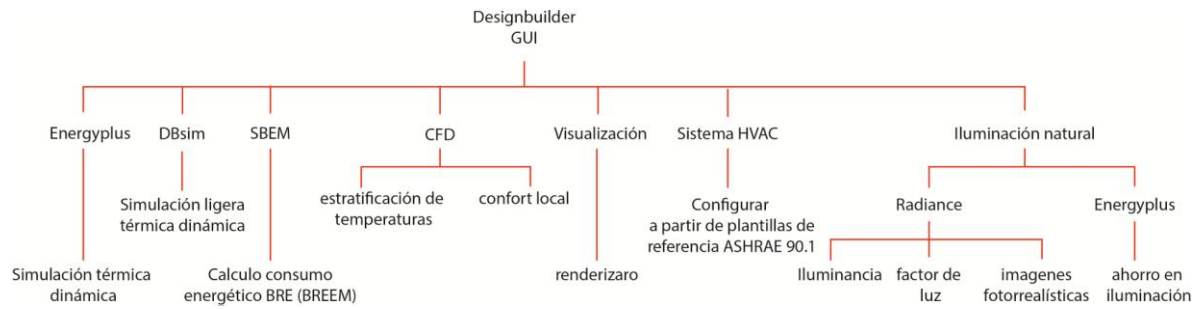 Designbuilder
GUI
Energyplus
DBsim
SBEM
CFD
Visualización
Sistema HVAC
Iluminación natural
Simulación ligera
térmica dinámica
estratificación de
temperaturas
confort local
Configurar
a partir de plantillas de
referencia ASHRAE 90.1
Radiance
Energyplus
Simulación térmica
dinámica
Calculo consumo
energético BRE (BREEM)
renderizaro
Iluminancia
factor de
luz
imagenes
fotorrealísticas
ahorro en
iluminación